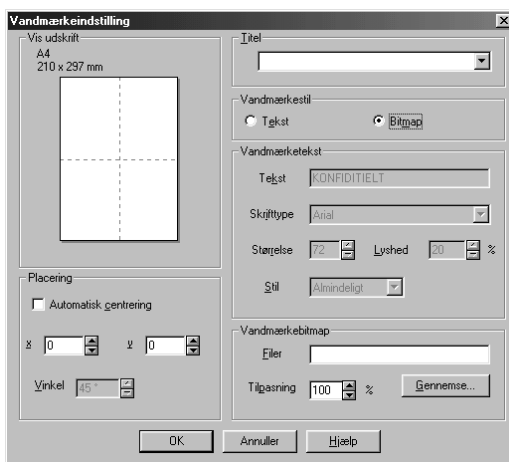 Vandmærkeindstilling
Vis udskrift
A4
210 x 297 mm
Placering
Automatisk centrering
x 0 y 0
Vinkel 45 °
Titel
Vandmærkestil
Tekst Bitmap
Vandmærketekst
Tekst KONFIDITIELT
Skrifttype Arial
Størrelse 72 Lyshed 20 %
Stil Almindeligt
Vandmærkebitmap
Filer
Tilpasning 100 % Gennemse...
OK Annuller Hjælp